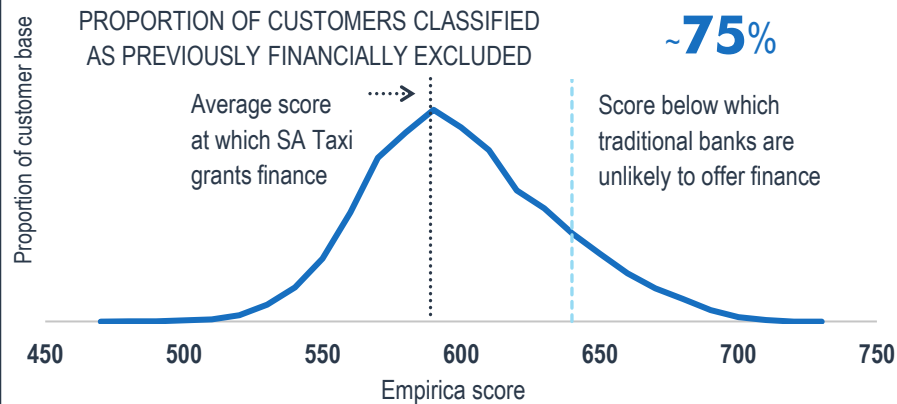 PROPORTION OF CUSTOMERS CLASSIFIED
AS PREVIOUSLY FINANCIALLY EXCLUDED
~75%
Proportion of customer base
Average score
at which SA Taxi
grants finance
Score below which
traditional banks are
unlikely to offer finance
450 500 550 600 650 700 750
Empirica score